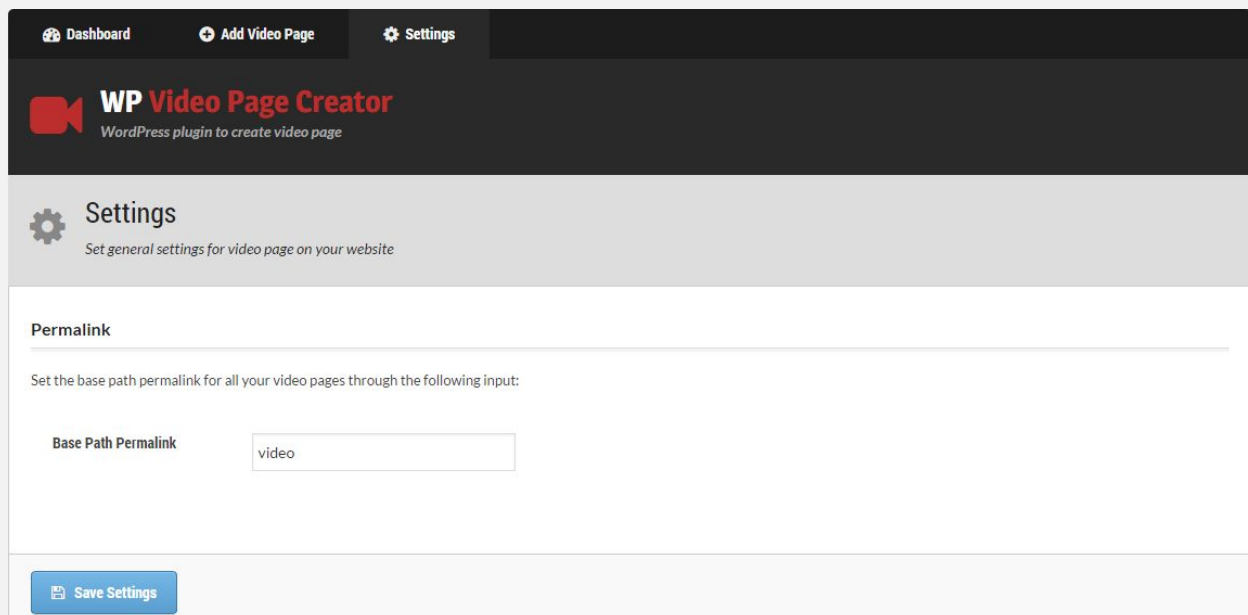 Dashboard
Add Video Page
Settings
WP Video Page Creator
WordPress plugin to create video page
Settings
Set general settings for video page on your website
Permalink
Set the base path permalink for all your video pages through the following input:
Base Path Permalink
video
Save Settings